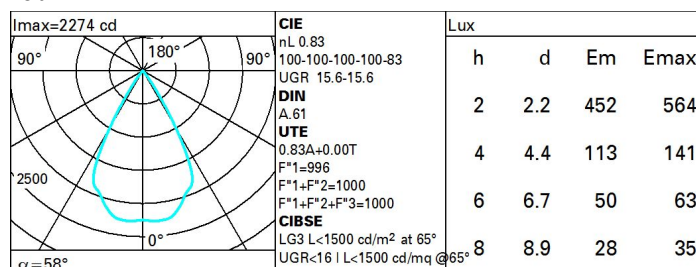 Imax=2274 cd
90°
180°
90°
2500
0°
α=58°
CIE
nL 0.83
100-100-100-100-83
UGR 15.6-15.6
DIN
A.61
UTE
0.83A+0.00T
F"1=996
F"1+F"2=1000
F"1+F"2+F"3=1000
CIBSE
LG3 L<1500 cd/m² at 65°
UGR<16 | L<1500 cd/mq @65°
Lux
h d Em Emax
2 2.2 452 564
4 4.4 113 141
6 6.7 50 63
8 8.9 28 35